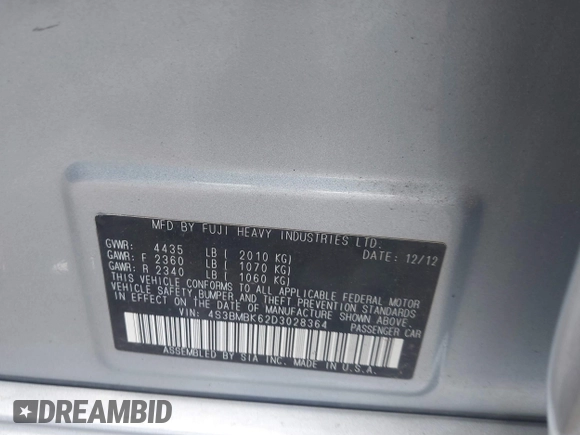 MFD BY FUJI HEAVY INDUSTRIES LTD.
GVWR: 4435 LB ( 2010 KG) DATE: 12/12
GAWR: F 2360 LB ( 1070 KG)
GAWR: R 2340 LB ( 1060 KG)
THIS VEHICLE CONFORMS TO ALL APPLICABLE FEDERAL MOTOR
VEHICLE SAFETY, BUMPER, AND THEFT PREVENTION STANDARDS
IN EFFECT ON THE DATE OF MANUFACTURE SHOWN ABOVE.
VIN: 4S3BMBK62D3028364 PASSENGER CAR
ASSEMBLED BY SIA INC. MADE IN U.S.A.
DREAMBID